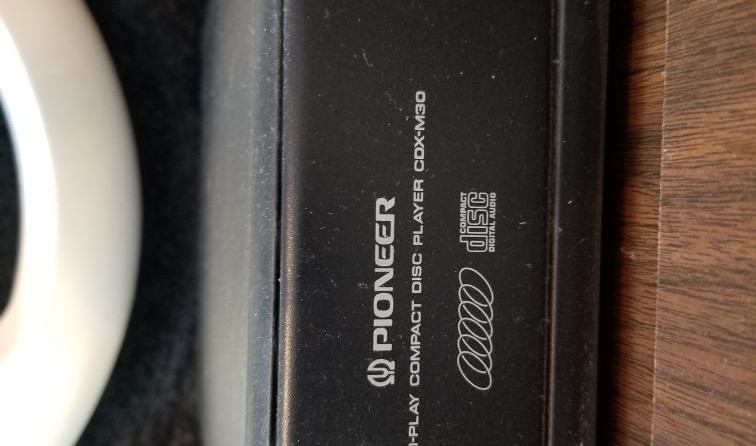 PIONEER
I-PLAY COMPACT DISC PLAYER CDX-M30
COMPACT
disc
DIGITAL AUDIO